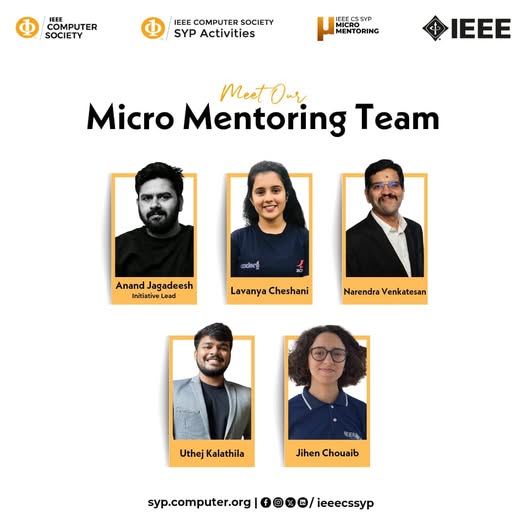 IEEE
COMPUTER
SOCIETY
IEEE COMPUTER SOCIETY
SYP Activities
IEEE CS SYP
MICRO
MENTORING
IEEE
Meet Our
Micro Mentoring Team
Anand Jagadeesh
Initiative Lead
Lavanya Cheshani
Narendra Venkatesan
Uthej Kalathila
Jihen Chouaib
IEEE
syp.computer.org | / ieeecssyp